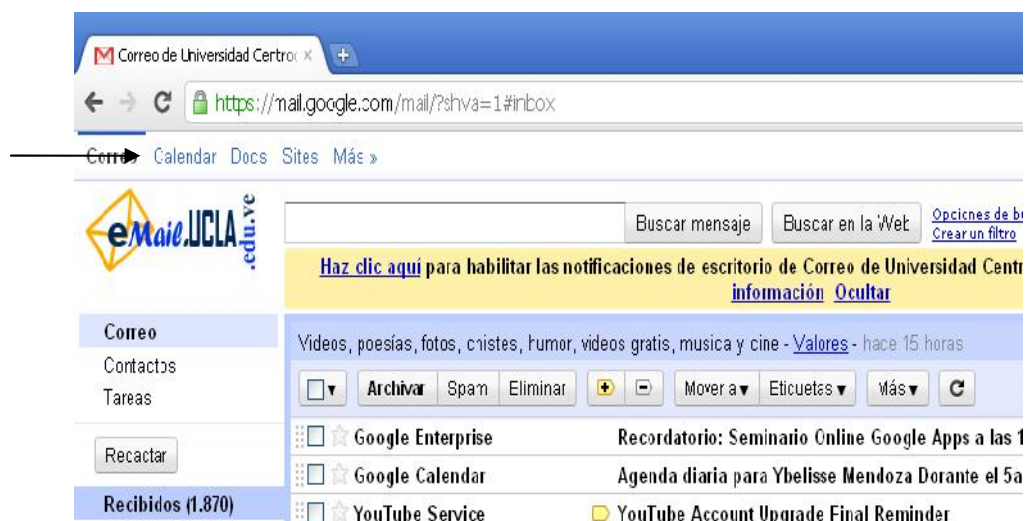 Correo de Universidad Centroc
https://mail.google.com/mail/?shva=1#inbox
Correo Calendar Docs Sites Más »
eMail.UCLA.edu.ve
Buscar mensaje Buscar en la Web Opciones de bú
Crear un filtro
Haz clic aquí para habilitar las notificaciones de escritorio de Correo de Universidad Centr
información Ocultar
Correo
Contactos
Tareas
Redactar
Recibidos (1.870)
Videos, poesías, fotos, chistes, humor, videos gratis, musica y cine - Valores - hace 15 horas
Archivar Spam Eliminar Mover a Etiquetas Más
Google Enterprise Recordatorio: Seminario Online Google Apps a las 1
Google Calendar Agenda diaria para Ybelisse Mendoza Dorante el 5a
YouTube Service YouTube Account Upgrade Final Reminder